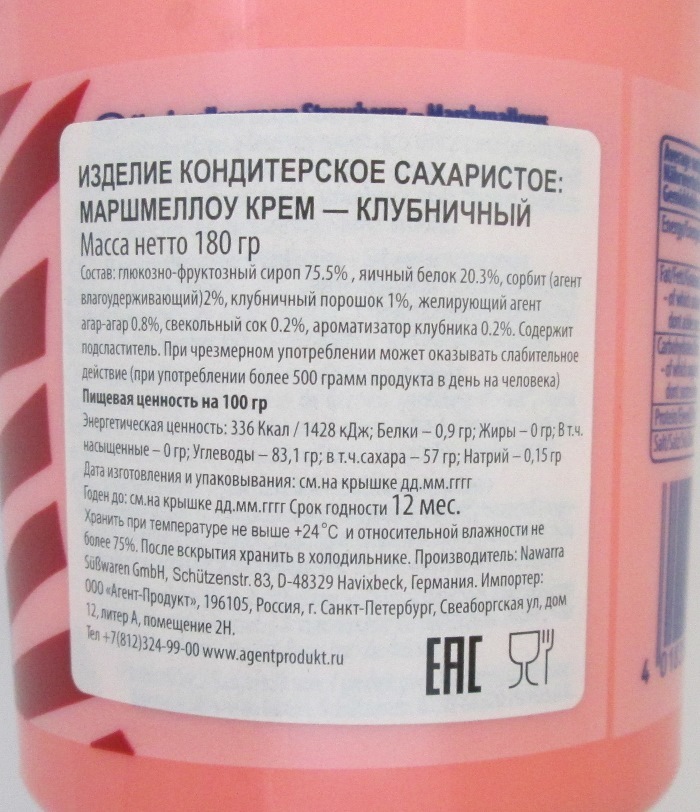 ИЗДЕЛИЕ КОНДИТЕРСКОЕ САХАРИСТОЕ:
МАРШМЕЛЛОУ КРЕМ — КЛУБНИЧНЫЙ
Масса нетто 180 гр
Состав: глюкозно-фруктозный сироп 75.5% , яичный белок 20.3%, сорбит (агент
влагоудерживающий)2%, клубничный порошок 1%, желирующий агент
агар-агар 0.8%, свекольный сок 0.2%, ароматизатор клубника 0.2%. Содержит
подсластитель. При чрезмерном употреблении может оказывать слабительное
действие (при употреблении более 500 грамм продукта в день на человека)
Пищевая ценность на 100 гр
Энергетическая ценность: 336 Ккал / 1428 кДж; Белки – 0,9 гр; Жиры – 0 гр; В т.ч.
насыщенные – 0 гр; Углеводы – 83,1 гр; в т.ч.сахара – 57 гр; Натрий – 0,15 гр
Дата изготовления и упаковывания: см.на крышке дд.мм.гггг
Годен до: см.на крышке дд.мм.гггг Срок годности 12 мес.
Хранить при температуре не выше +24°С и относительной влажности не
более 75%. После вскрытия хранить в холодильнике. Производитель: Nawarra
Süßwaren GmbH, Schützenstr. 83, D-48329 Havixbeck, Германия. Импортер:
ООО «Агент-Продукт», 196105, Россия, г. Санкт-Петербург, Свеаборгская ул, дом
12, литер А, помещение 2Н.
Тел +7(812)324-99-00 www.agentprodukt.ru
EAC